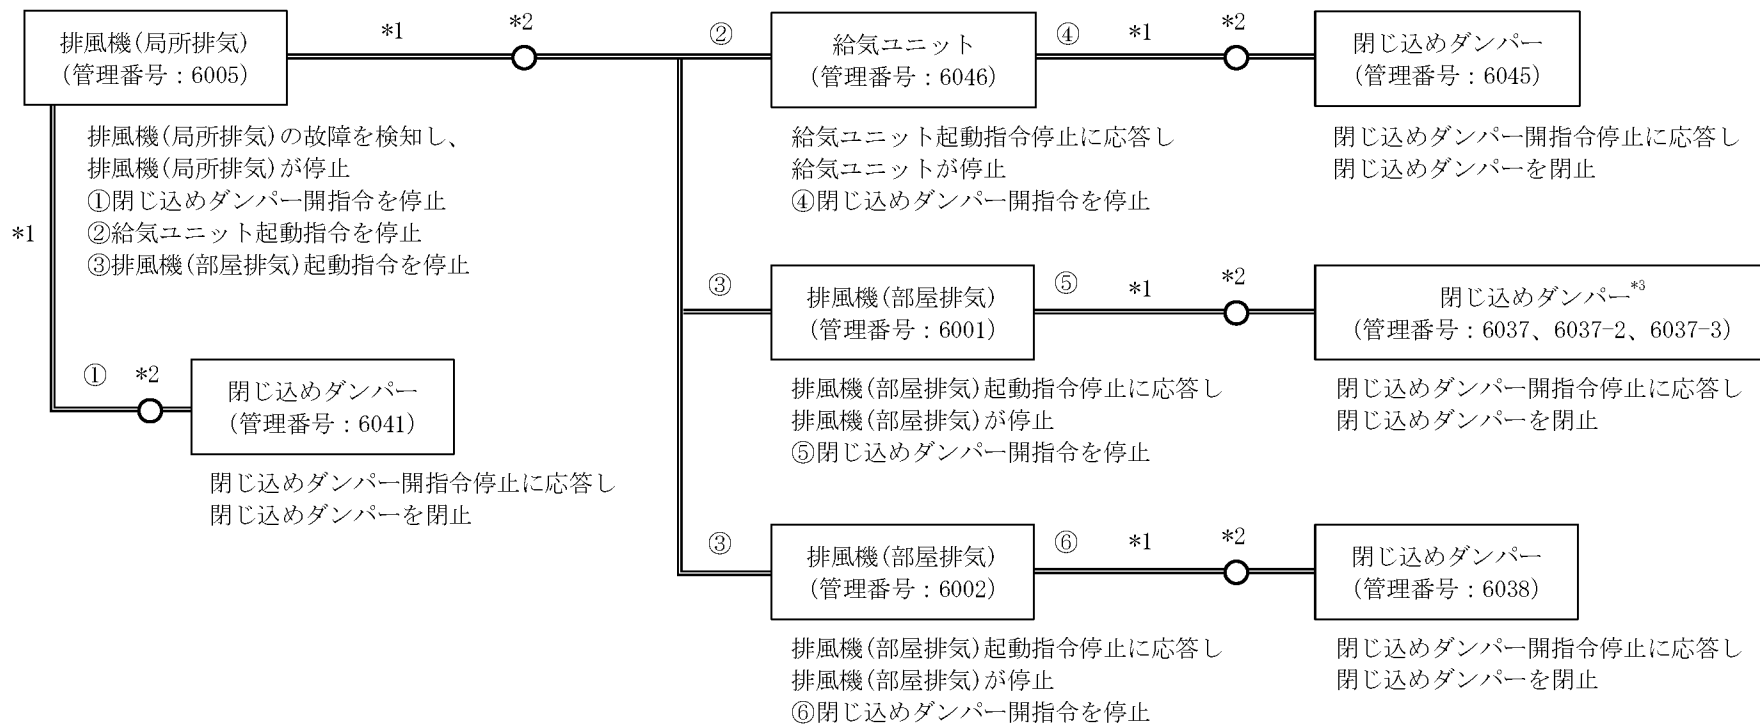 排風機(局所排気)
(管理番号：6005)
*1
*2
排風機(局所排気)の故障を検知し、
排風機(局所排気)が停止
①閉じ込めダンパー開指令を停止
②給気ユニット起動指令を停止
③排風機(部屋排気)起動指令を停止
*1
①
*2
閉じ込めダンパー
(管理番号：6041)
閉じ込めダンパー開指令停止に応答し
閉じ込めダンパーを閉止
②
給気ユニット
(管理番号：6046)
④
*1
*2
閉じ込めダンパー
(管理番号：6045)
給気ユニット起動指令停止に応答し
給気ユニットが停止
④閉じ込めダンパー開指令を停止
閉じ込めダンパー開指令停止に応答し
閉じ込めダンパーを閉止
③
排風機(部屋排気)
(管理番号：6001)
⑤
*1
*2
閉じ込めダンパー*3
(管理番号：6037、6037-2、6037-3)
排風機(部屋排気)起動指令停止に応答し
排風機(部屋排気)が停止
⑤閉じ込めダンパー開指令を停止
閉じ込めダンパー開指令停止に応答し
閉じ込めダンパーを閉止
③
排風機(部屋排気)
(管理番号：6002)
⑥
*1
*2
閉じ込めダンパー
(管理番号：6038)
排風機(部屋排気)起動指令停止に応答し
排風機(部屋排気)が停止
⑥閉じ込めダンパー開指令を停止
閉じ込めダンパー開指令停止に応答し
閉じ込めダンパーを閉止